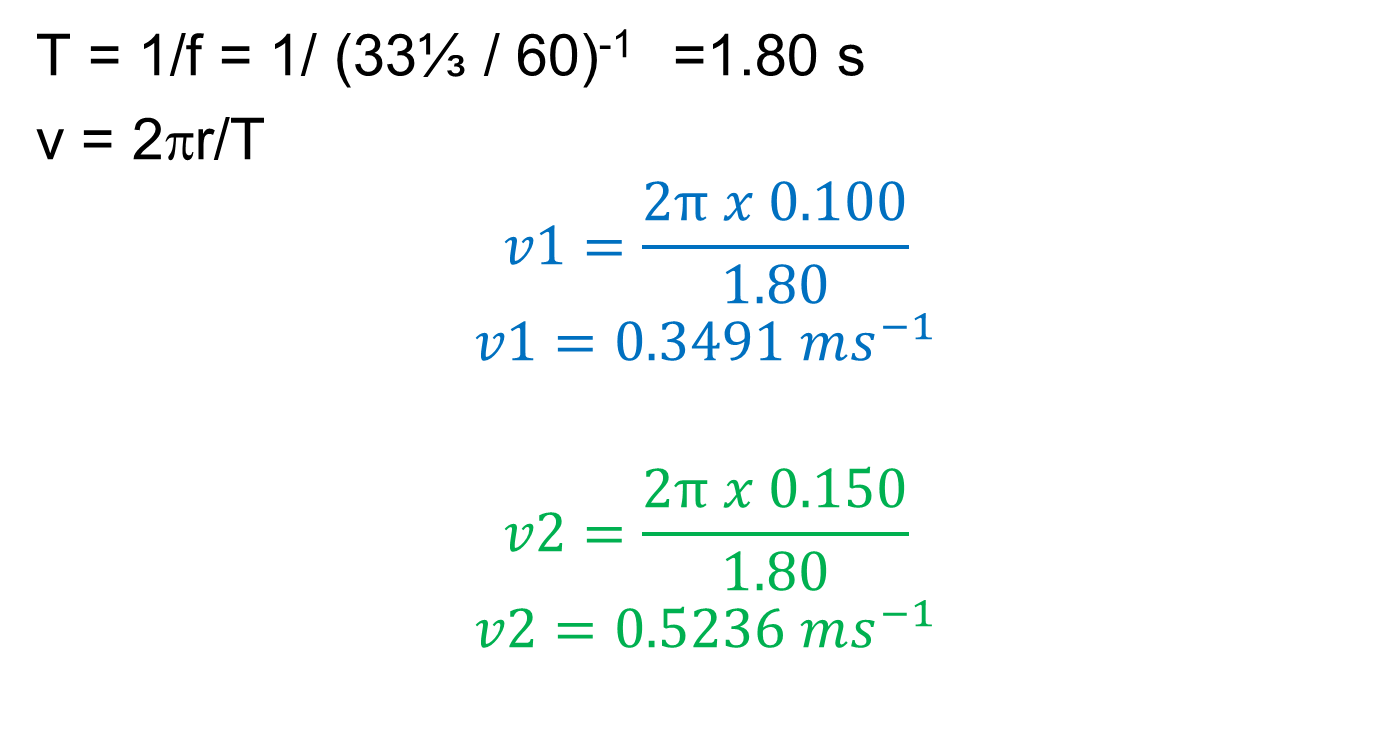 T = 1/f = 1/ (33⅓ / 60)⁻¹ =1.80 s
v = 2πr/T
v1 = 2π x 0.100 / 1.80
v1 = 0.3491 ms⁻¹
v2 = 2π x 0.150 / 1.80
v2 = 0.5236 ms⁻¹